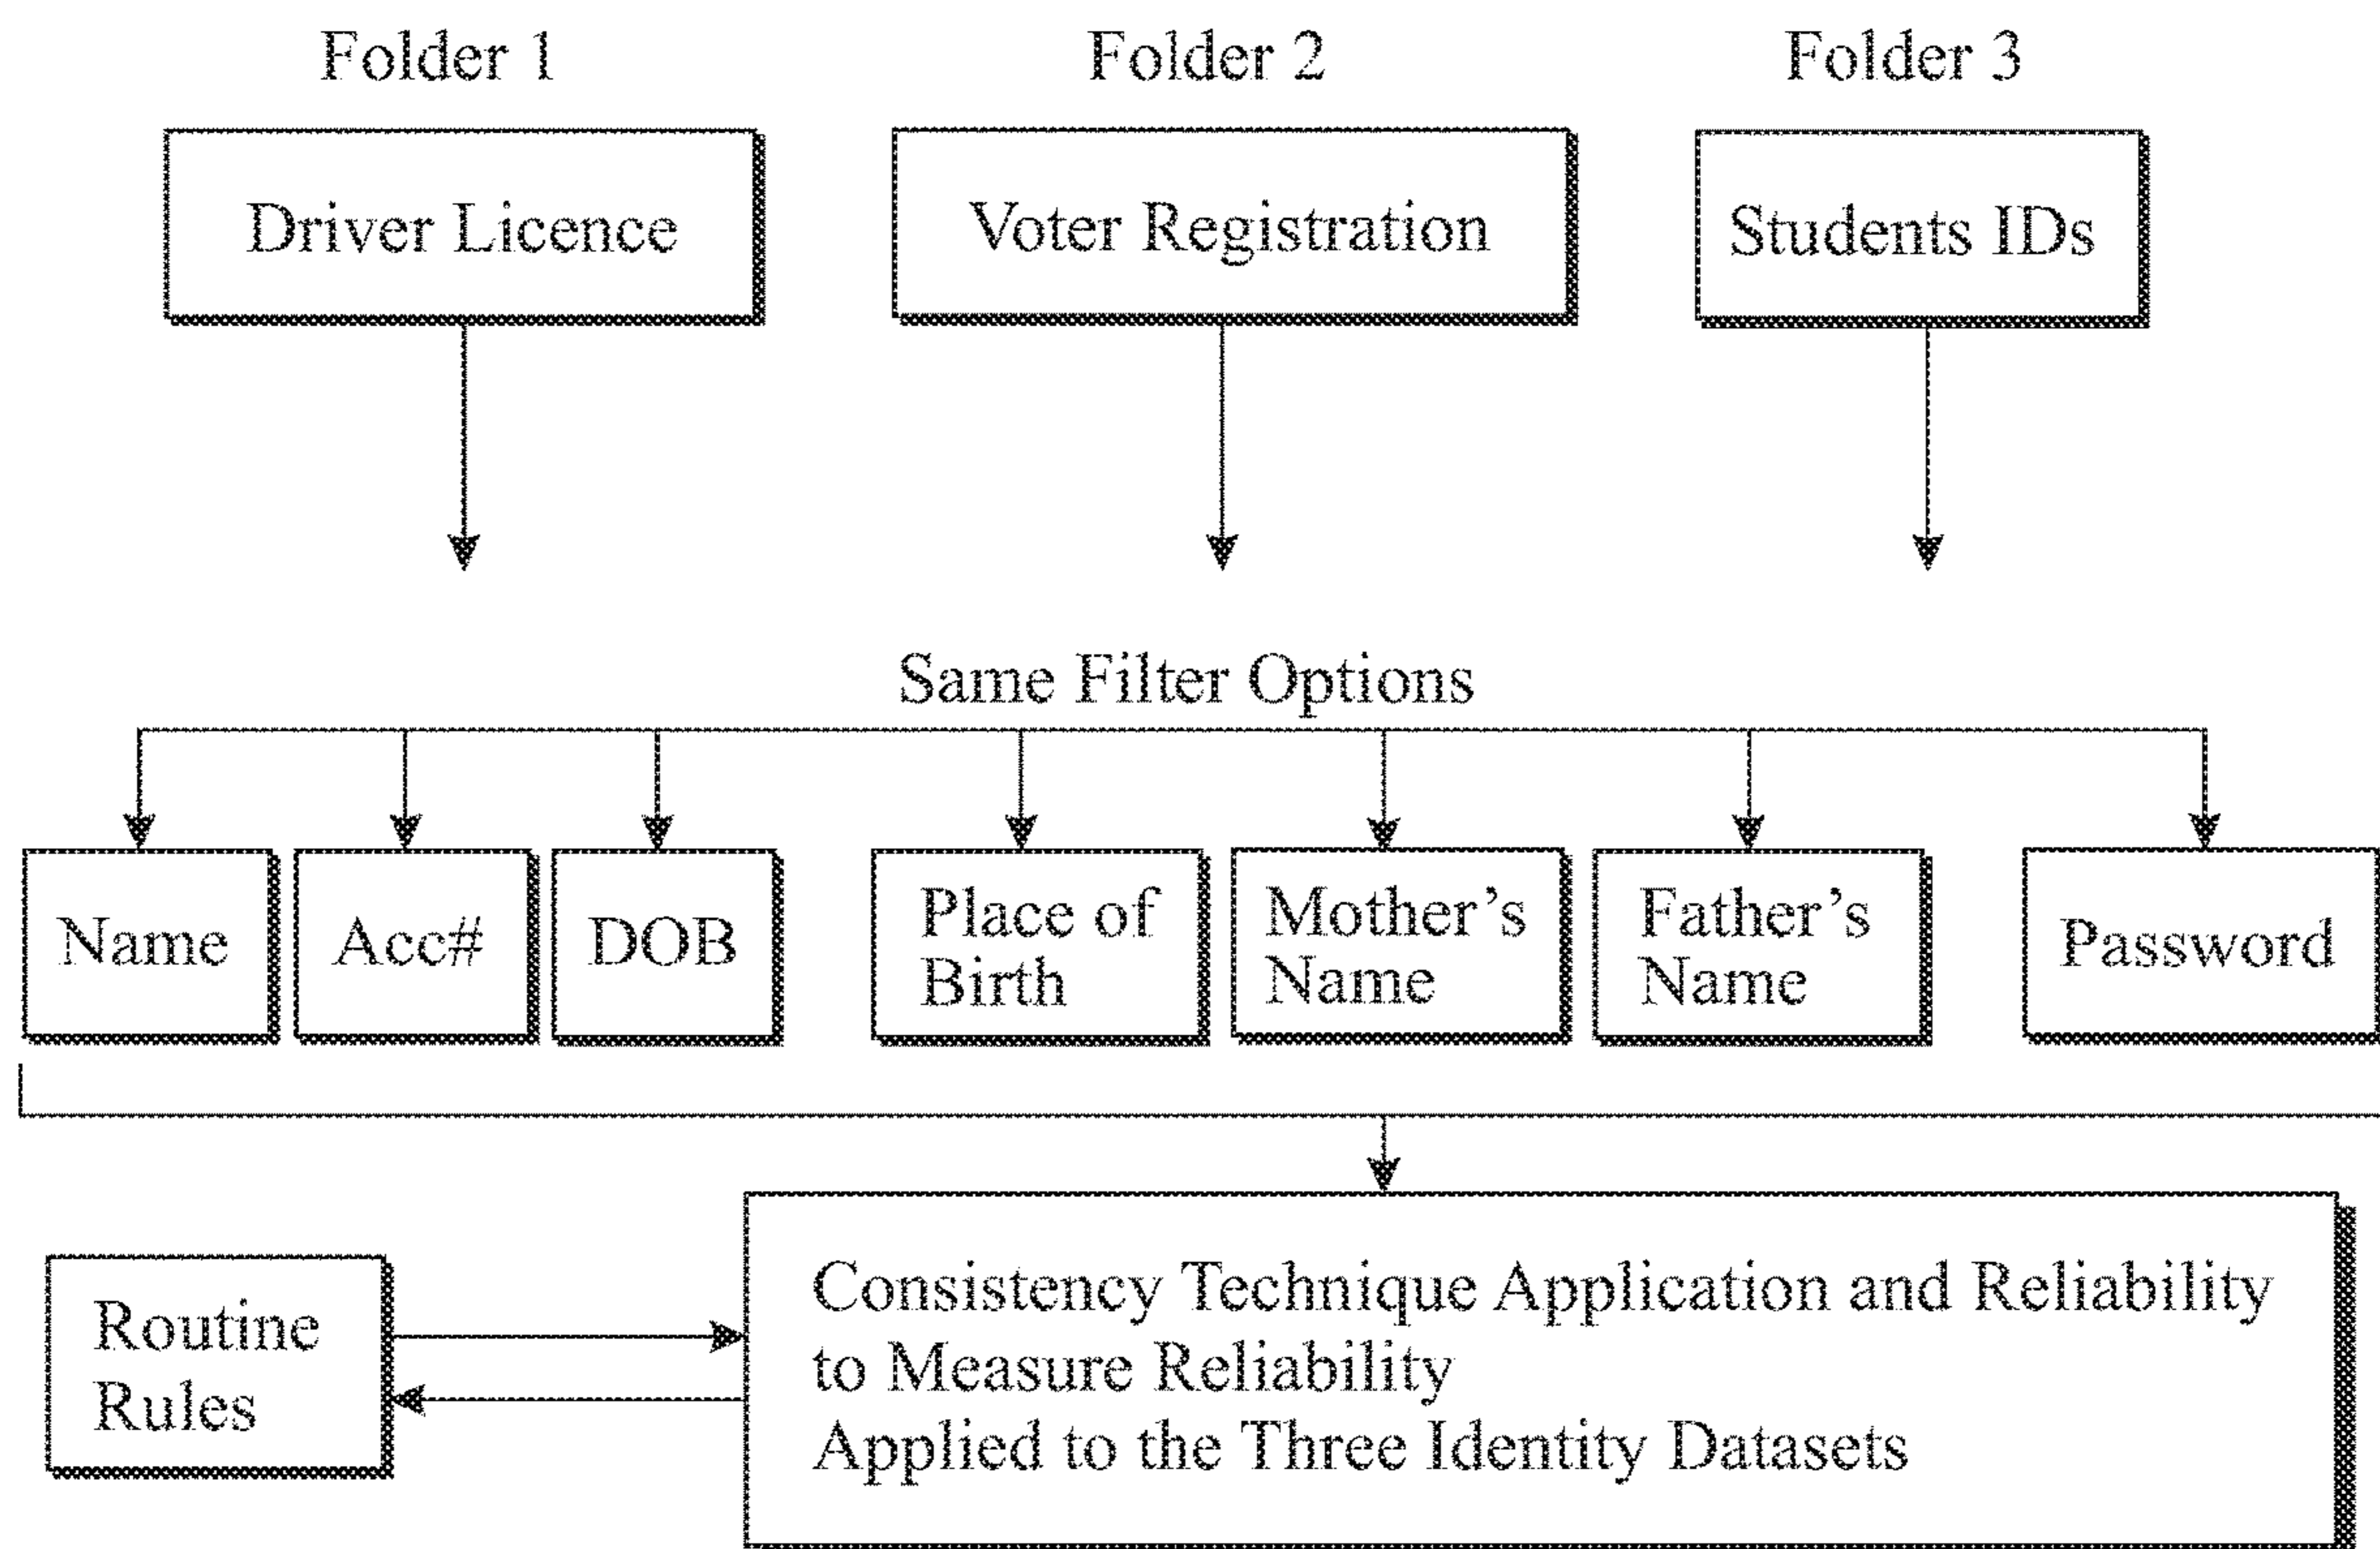 Folder 1
Folder 2
Folder 3
Driver Licence
Voter Registration
Students IDs
Same Filter Options
Name
Acc#
DOB
Place of
Birth
Mother’s
Name
Father’s
Name
Password
Routine
Rules
Consistency Technique Application and Reliability
to Measure Reliability
Applied to the Three Identity Datasets